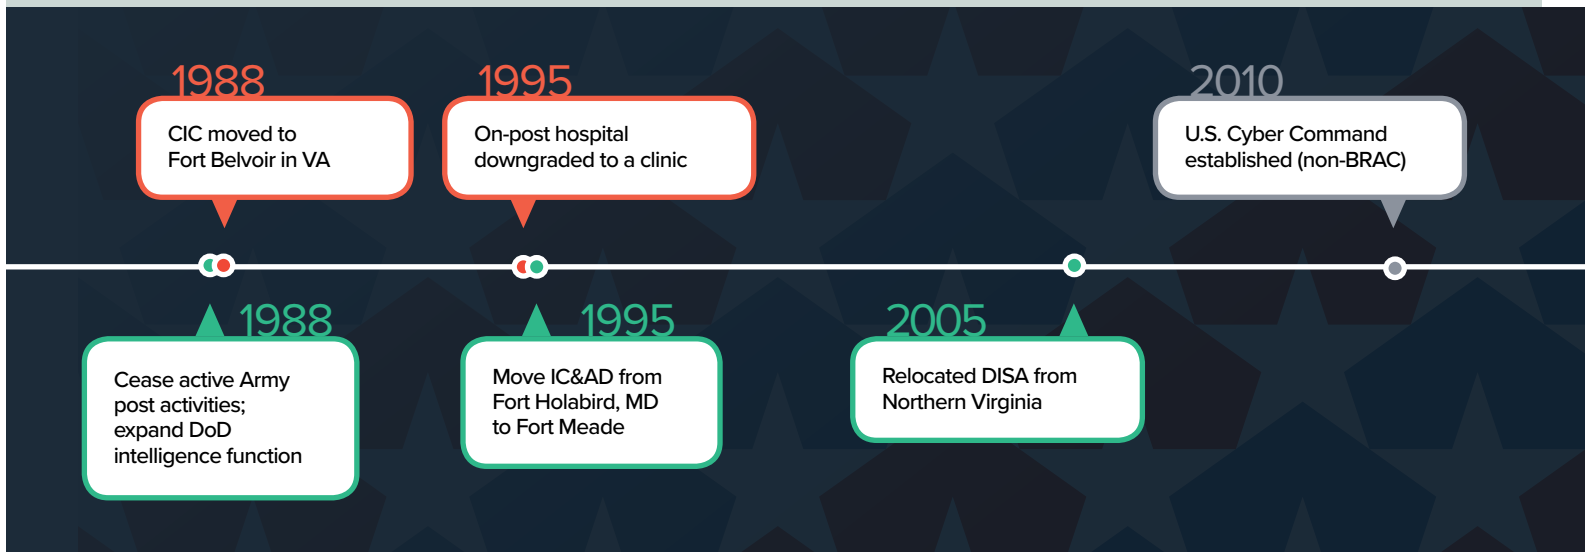 1988
CIC moved to
Fort Belvoir in VA
1995
On-post hospital
downgraded to a clinic
2010
U.S. Cyber Command
established (non-BRAC)
1988
Cease active Army
post activities;
expand DoD
intelligence function
1995
Move IC&AD from
Fort Holabird, MD
to Fort Meade
2005
Relocated DISA from
Northern Virginia